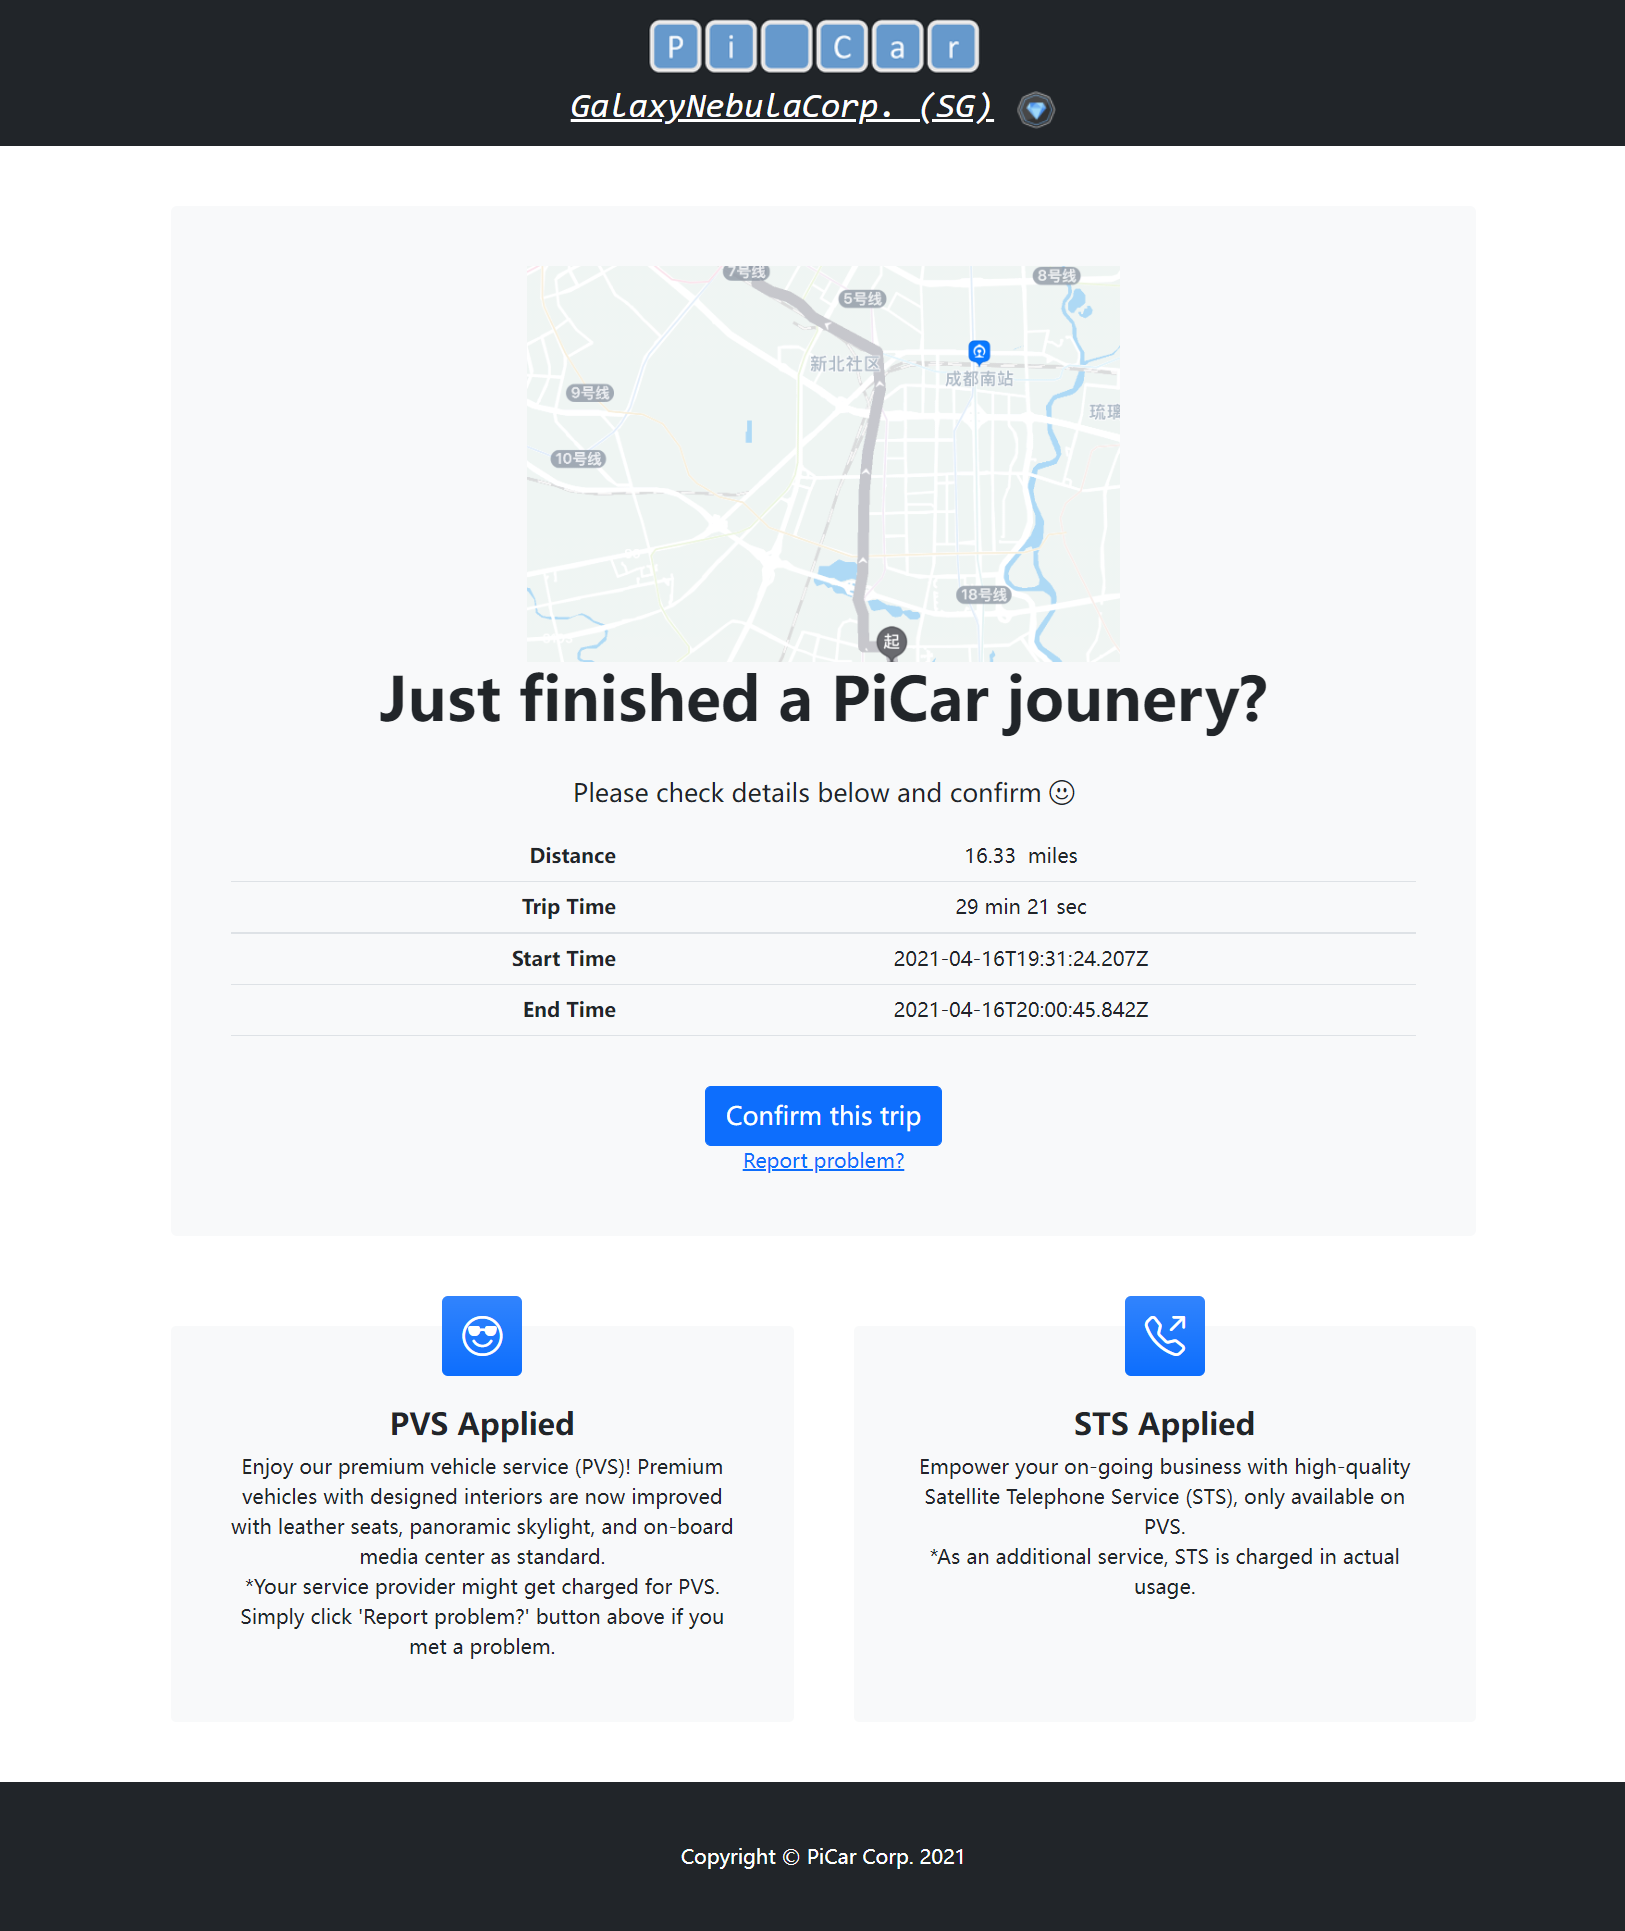 Pi Car
GalaxyNebulaCorp. (SG)
7号线
8号线
5号线
新北社区
成都南站
9号线
琉璃
10号线
18号线
起
Just finished a PiCar jounery?
Please check details below and confirm
Distance 16.33 miles
Trip Time 29 min 21 sec
Start Time 2021-04-16T19:31:24.207Z
End Time 2021-04-16T20:00:45.842Z
Confirm this trip
Report problem?
PVS Applied
Enjoy our premium vehicle service (PVS)! Premium
vehicles with designed interiors are now improved
with leather seats, panoramic skylight, and on-board
media center as standard.
*Your service provider might get charged for PVS.
Simply click 'Report problem?' button above if you
met a problem.
STS Applied
Empower your on-going business with high-quality
Satellite Telephone Service (STS), only available on
PVS.
*As an additional service, STS is charged in actual
usage.
Copyright © PiCar Corp. 2021